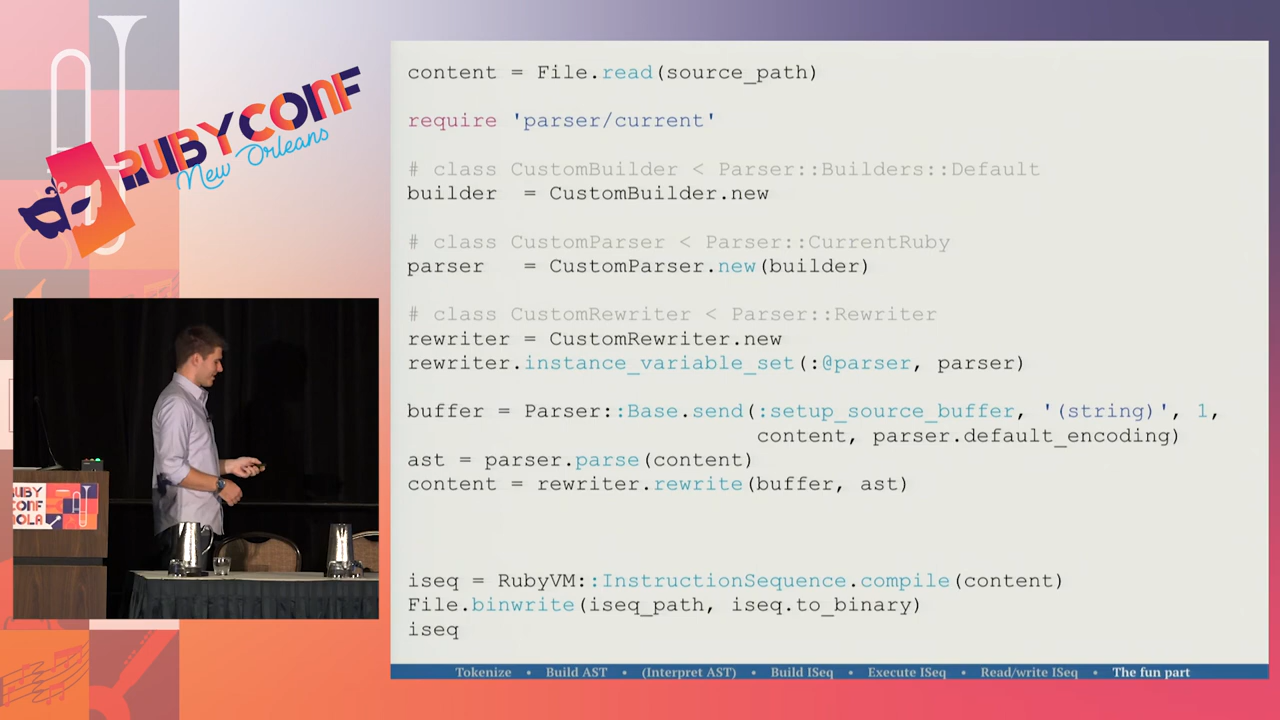 RUBYCONF
New Orleans
content = File.read(source_path)
require 'parser/current'
# class CustomBuilder < Parser::Builders::Default
builder  = CustomBuilder.new
# class CustomParser < Parser::CurrentRuby
parser   = CustomParser.new(builder)
# class CustomRewriter < Parser::Rewriter
rewriter = CustomRewriter.new
rewriter.instance_variable_set(:@parser, parser)
buffer = Parser::Base.send(:setup_source_buffer, '(string)', 1,
content, parser.default_encoding)
ast = parser.parse(content)
content = rewriter.rewrite(buffer, ast)
iseq = RubyVM::InstructionSequence.compile(content)
File.binwrite(iseq_path, iseq.to_binary)
iseq
Tokenize • Build AST • (Interpret AST) • Build ISeq • Execute ISeq • Read/write ISeq • The fun part
UBY
CONF
NOLA